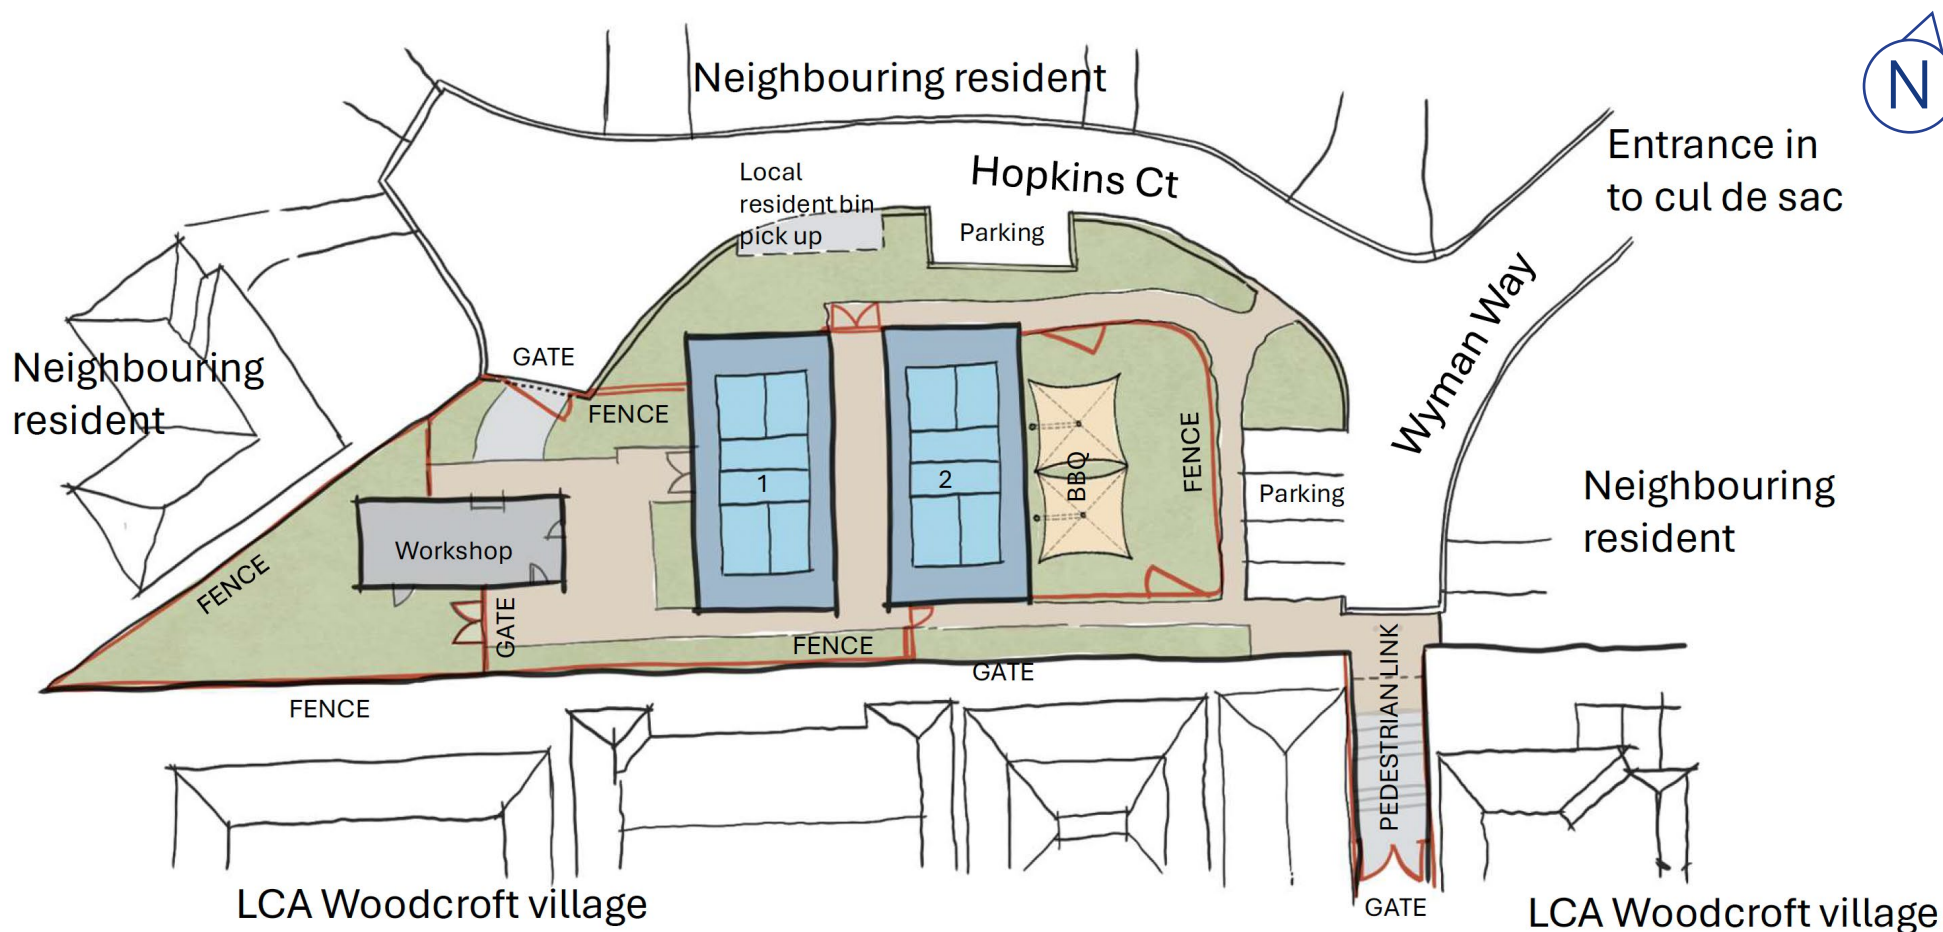 Neighbouring resident
N
Entrance in
to cul de sac
Local
resident bin
pick up
Hopkins Ct
Parking
Wyman Way
Neighbouring
resident
GATE
FENCE
1
2
BBQ
FENCE
Parking
Neighbouring
resident
Workshop
FENCE
GATE
FENCE
GATE
FENCE
PEDESTRIAN LINK
GATE
LCA Woodcroft village
LCA Woodcroft village